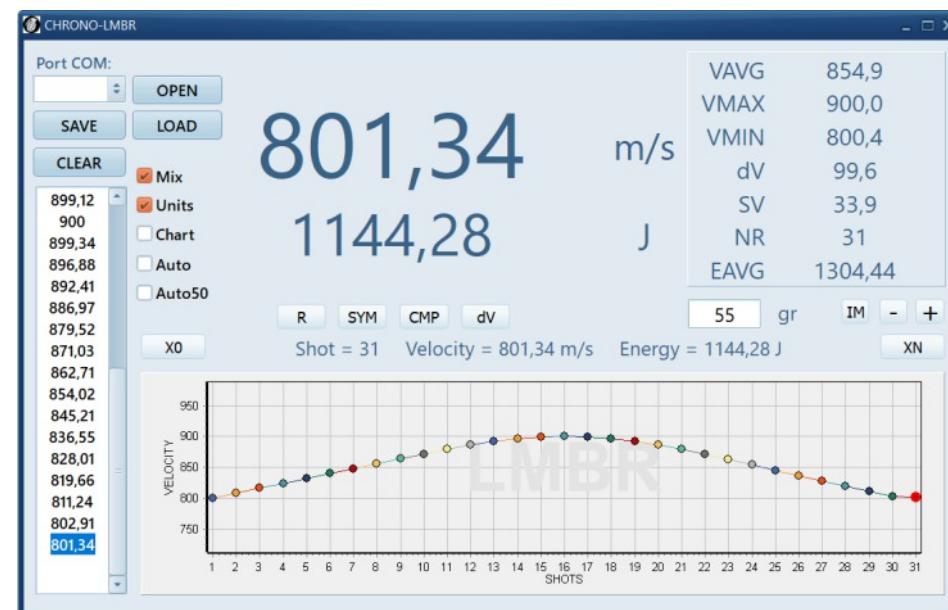 CHRONO-LMBR
Port COM:
OPEN
SAVE
LOAD
CLEAR
Mix
Units
Chart
Auto
Auto50
899,12
900
899,34
896,88
892,41
886,97
879,52
871,03
862,71
854,02
845,21
836,55
828,01
819,66
811,24
802,91
801,34
801,34 m/s
1144,28 J
VAVG 854,9
VMAX 900,0
VMIN 800,4
dV 99,6
SV 33,9
NR 31
EAVG 1304,44
R SYM CMP dV
55 gr IM - +
X0 Shot = 31 Velocity = 801,34 m/s Energy = 1144,28 J XN
LMBR
VELOCITY
950
900
850
800
750
1 2 3 4 5 6 7 8 9 10 11 12 13 14 15 16 17 18 19 20 21 22 23 24 25 26 27 28 29 30 31
SHOTS